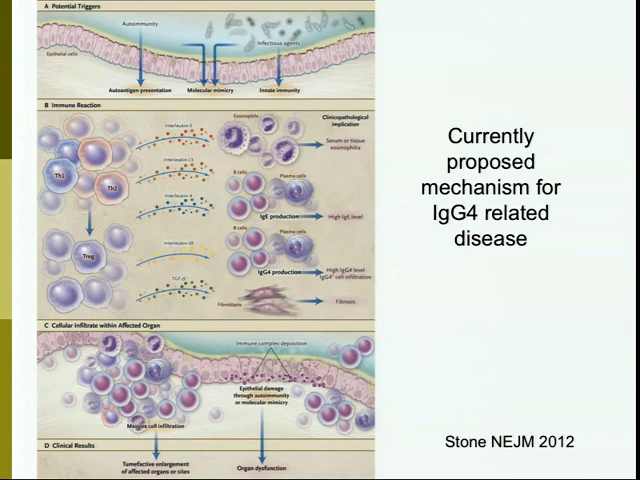 A Potential Triggers
Autoimmunity
Infectious agents
Epithelial cells
Autoantigen presentation
Molecular mimicry
Innate immunity
B Immune Reaction
Interleukin-5
Eosinophils
Clinicopathological
implication
Serum or tissue
eosinophilia
Th1
Th2
Interleukin-13
B cells
Plasma cells
Interleukin-4
IgE production
High IgE level
Treg
Interleukin-10
B cells
Plasma cells
IgG4 production
High IgG4 level
IgG4+ cell infiltration
TGF-β
Fibroblasts
Fibrosis
C Cellular Infiltrate within Affected Organ
Immune complex deposition
Epithelial damage
through autoimmunity
or molecular mimicry
Massive cell infiltration
D Clinical Results
Tumefactive enlargement
of affected organs or sites
Organ dysfunction
Currently
proposed
mechanism for
IgG4 related
disease
Stone NEJM 2012